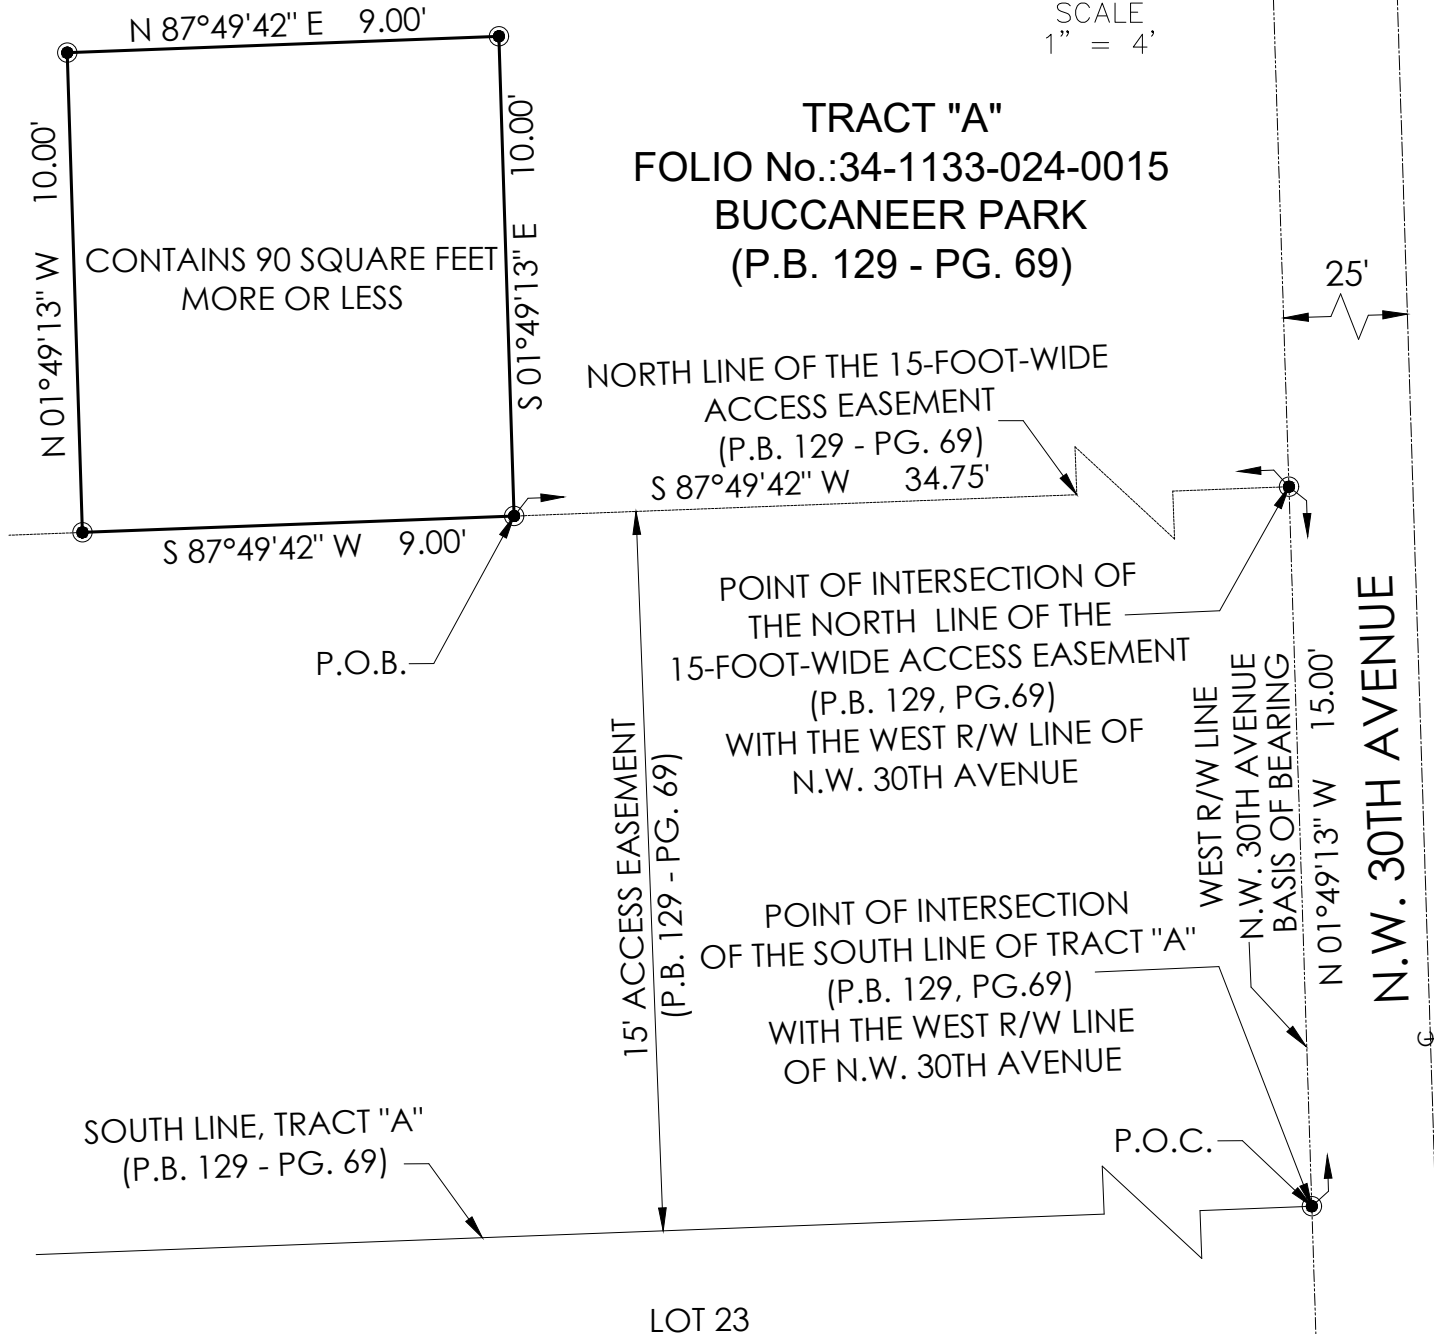 N 87°49'42" E 9.00'
SCALE
1" = 4'
N 01°49'13" W 10.00'
S 01°49'13" E 10.00'
CONTAINS 90 SQUARE FEET
MORE OR LESS
TRACT "A"
FOLIO No.:34-1133-024-0015
BUCCANEER PARK
(P.B. 129 - PG. 69)
25'
NORTH LINE OF THE 15-FOOT-WIDE
ACCESS EASEMENT
(P.B. 129 - PG. 69)
S 87°49'42" W 34.75'
S 87°49'42" W 9.00'
P.O.B.
POINT OF INTERSECTION OF
THE NORTH LINE OF THE
15-FOOT-WIDE ACCESS EASEMENT
(P.B. 129, PG.69)
WITH THE WEST R/W LINE OF
N.W. 30TH AVENUE
15' ACCESS EASEMENT
(P.B. 129 - PG. 69)
WEST R/W LINE
N.W. 30TH AVENUE
BASIS OF BEARING
N 01°49'13" W 15.00'
N.W. 30TH AVENUE
POINT OF INTERSECTION
OF THE SOUTH LINE OF TRACT "A"
(P.B. 129, PG.69)
WITH THE WEST R/W LINE
OF N.W. 30TH AVENUE
℄
SOUTH LINE, TRACT "A"
(P.B. 129 - PG. 69)
P.O.C.
LOT 23